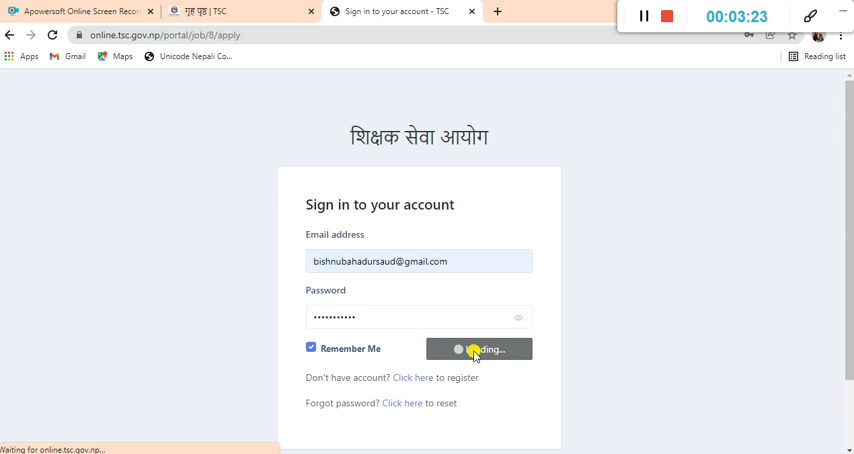 Apowersoft Online Screen Recor
गृह पृष्ठ | TSC
Sign in to your account - TSC
00:03:23
online.tsc.gov.np/portal/job/8/apply
Apps
Gmail
Maps
Unicode Nepali Co...
Reading list
शिक्षक सेवा आयोग
Sign in to your account
Email address
bishnubahadursaud@gmail.com
Password
•••••••••••
Remember Me
Don't have account? Click here to register
Forgot password? Click here to reset
Waiting for online.tsc.gov.np...